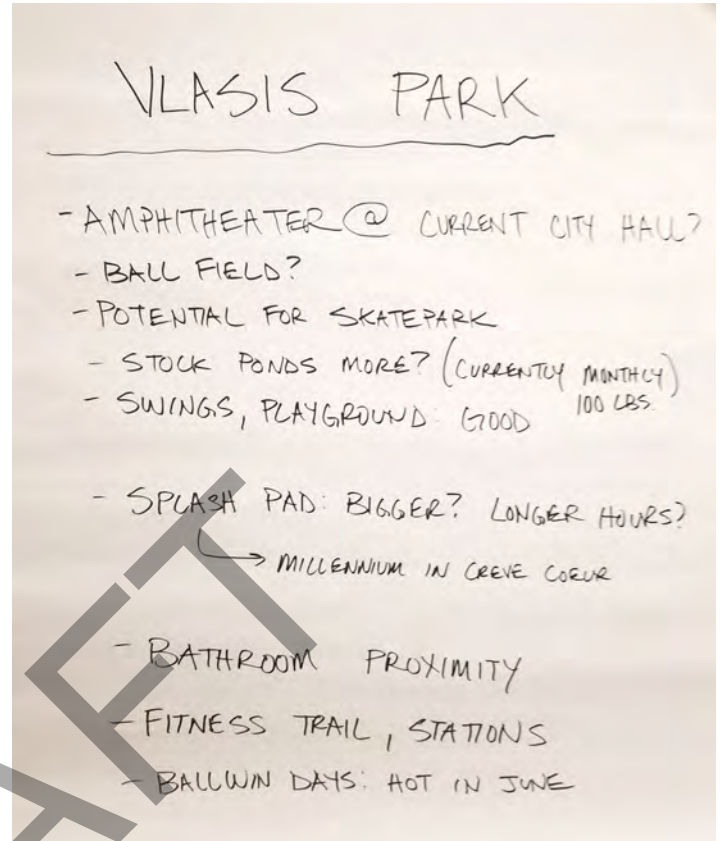 VLASIS PARK
- AMPHITHEATER @ CURRENT CITY HALL?
- BALL FIELD?
- POTENTIAL FOR SKATEPARK
- STOCK PONDS MORE? (CURRENTLY MONTHLY)
100 LBS.
- SWINGS, PLAYGROUND: GOOD
- SPLASH PAD: BIGGER? LONGER HOURS?
→ MILLENNIUM IN CREVE COEUR
- BATHROOM PROXIMITY
- FITNESS TRAIL, STATIONS
- BALLWIN DAYS: HOT IN JUNE